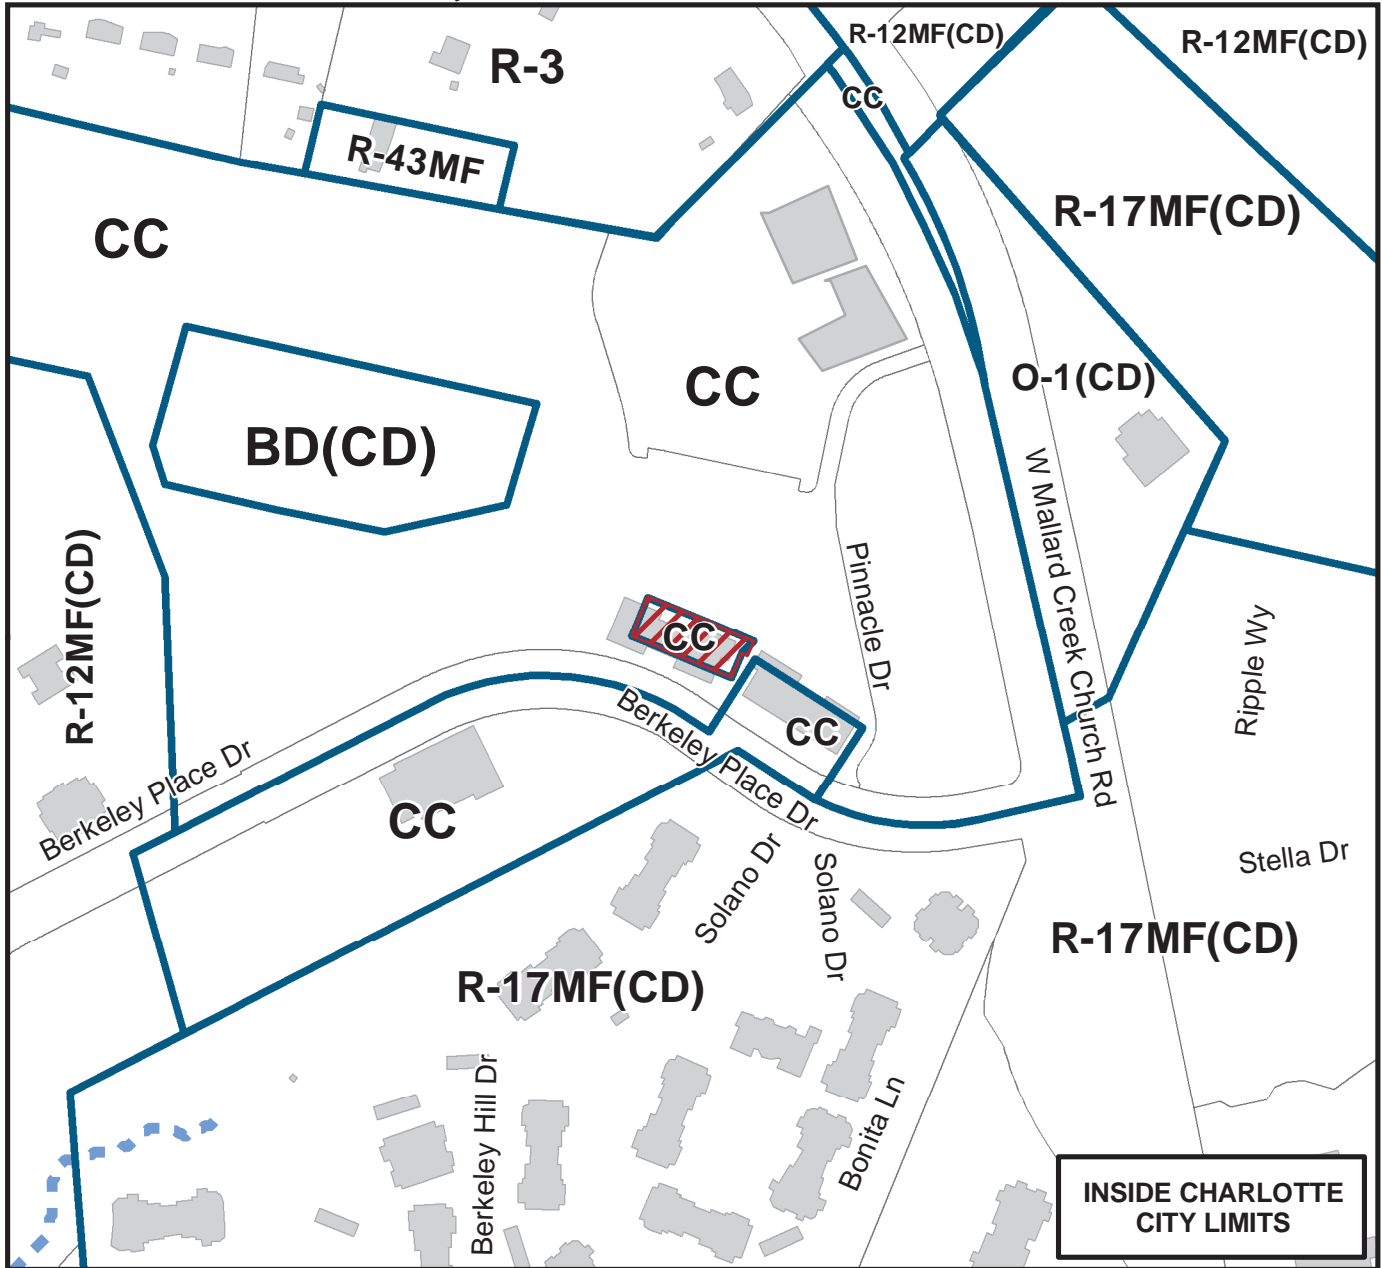 R-12MF(CD)
R-12MF(CD)
R-3
CC
R-43MF
R-17MF(CD)
CC
CC
O-1(CD)
BD(CD)
W Mallard Creek Church Rd
Pinnacle Dr
R-12MF(CD)
CC
Ripple Wy
Berkeley Place Dr
CC
Berkeley Place Dr
CC
Stella Dr
Solano Dr
Solano Dr
R-17MF(CD)
R-17MF(CD)
Berkeley Hill Dr
Bonita Ln
INSIDE CHARLOTTE
CITY LIMITS